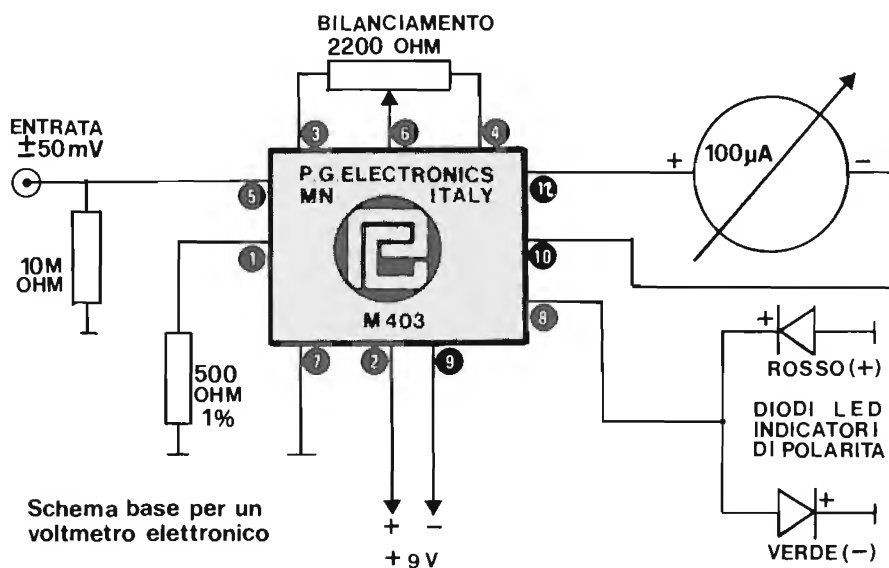 BILANCIAMENTO
2200 OHM
ENTRATA
±50mV
3
6
4
5
P.G.ELECTRONICS
MN ITALY
12
+
100µA
-
1
10
10M
OHM
M 403
8
7
2
9
500
OHM
1%
+
ROSSO(+)
DIODI LED
INDICATORI
DI POLARITA
+
VERDE(-)
Schema base per un
voltmetro elettronico
+ -
+ 9 V